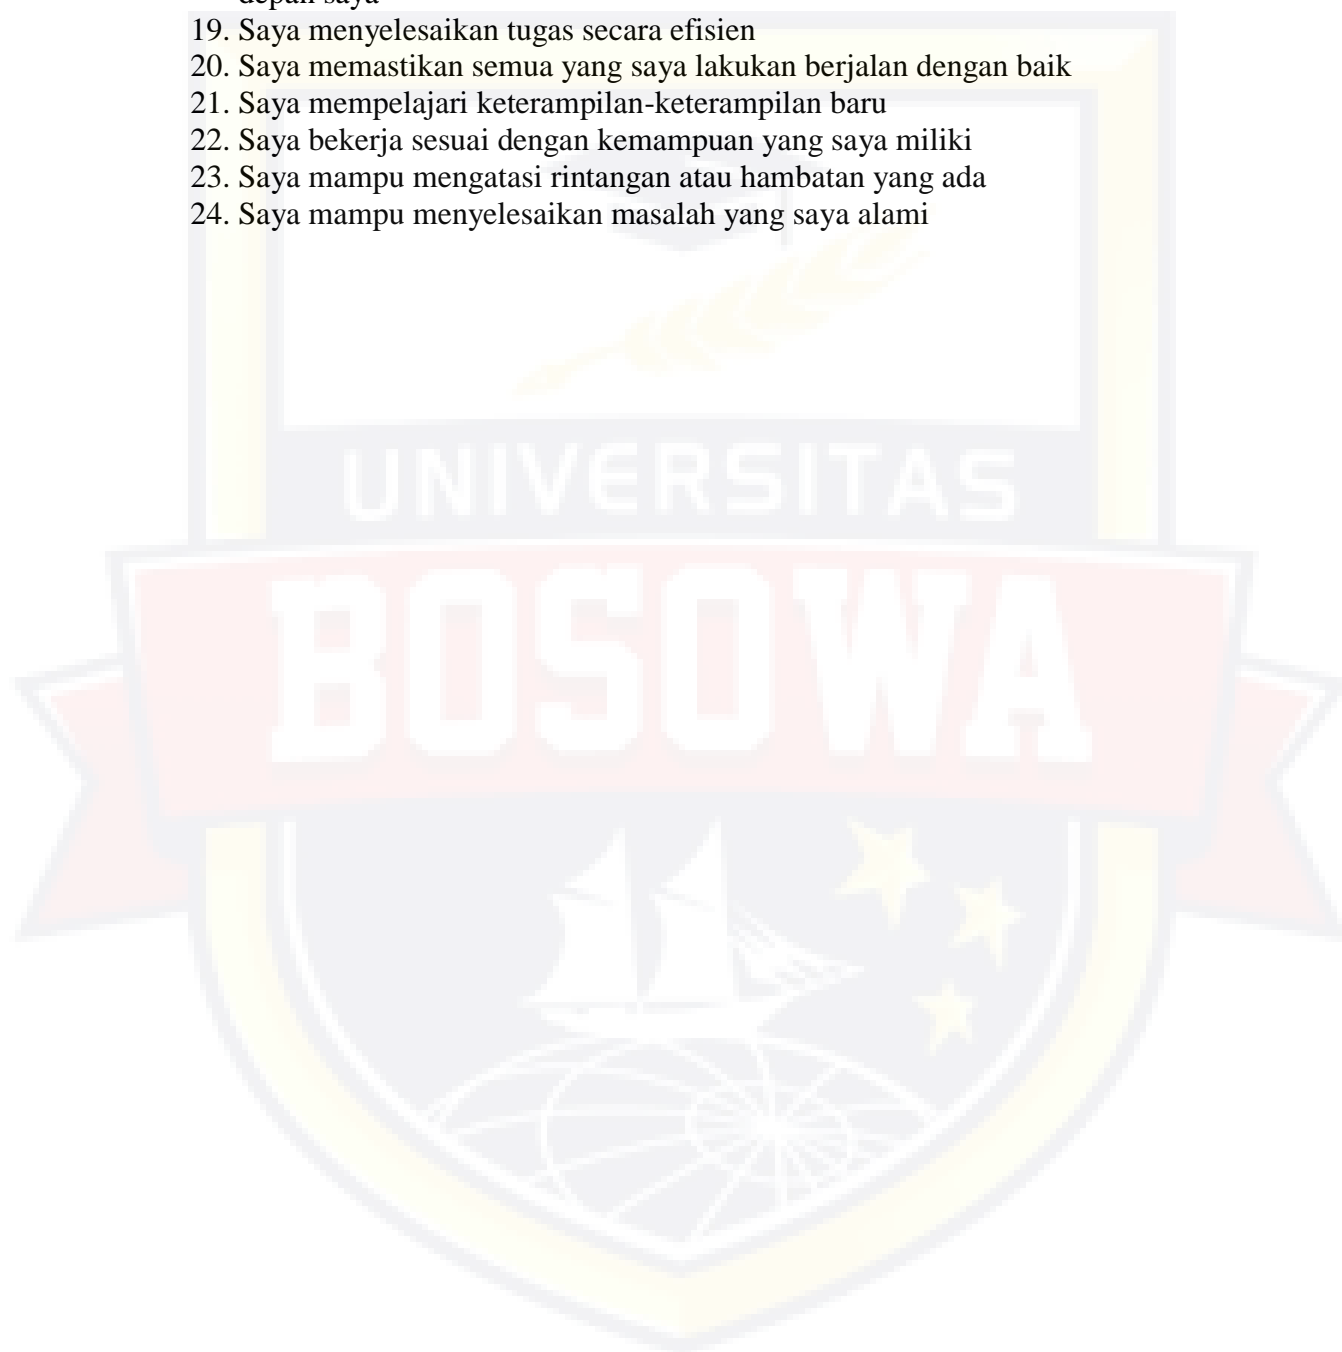 depan saya
19. Saya menyelesaikan tugas secara efisien
20. Saya memastikan semua yang saya lakukan berjalan dengan baik
21. Saya mempelajari keterampilan-keterampilan baru
22. Saya bekerja sesuai dengan kemampuan yang saya miliki
23. Saya mampu mengatasi rintangan atau hambatan yang ada
24. Saya mampu menyelesaikan masalah yang saya alami
UNIVERSITAS
BOSOWA